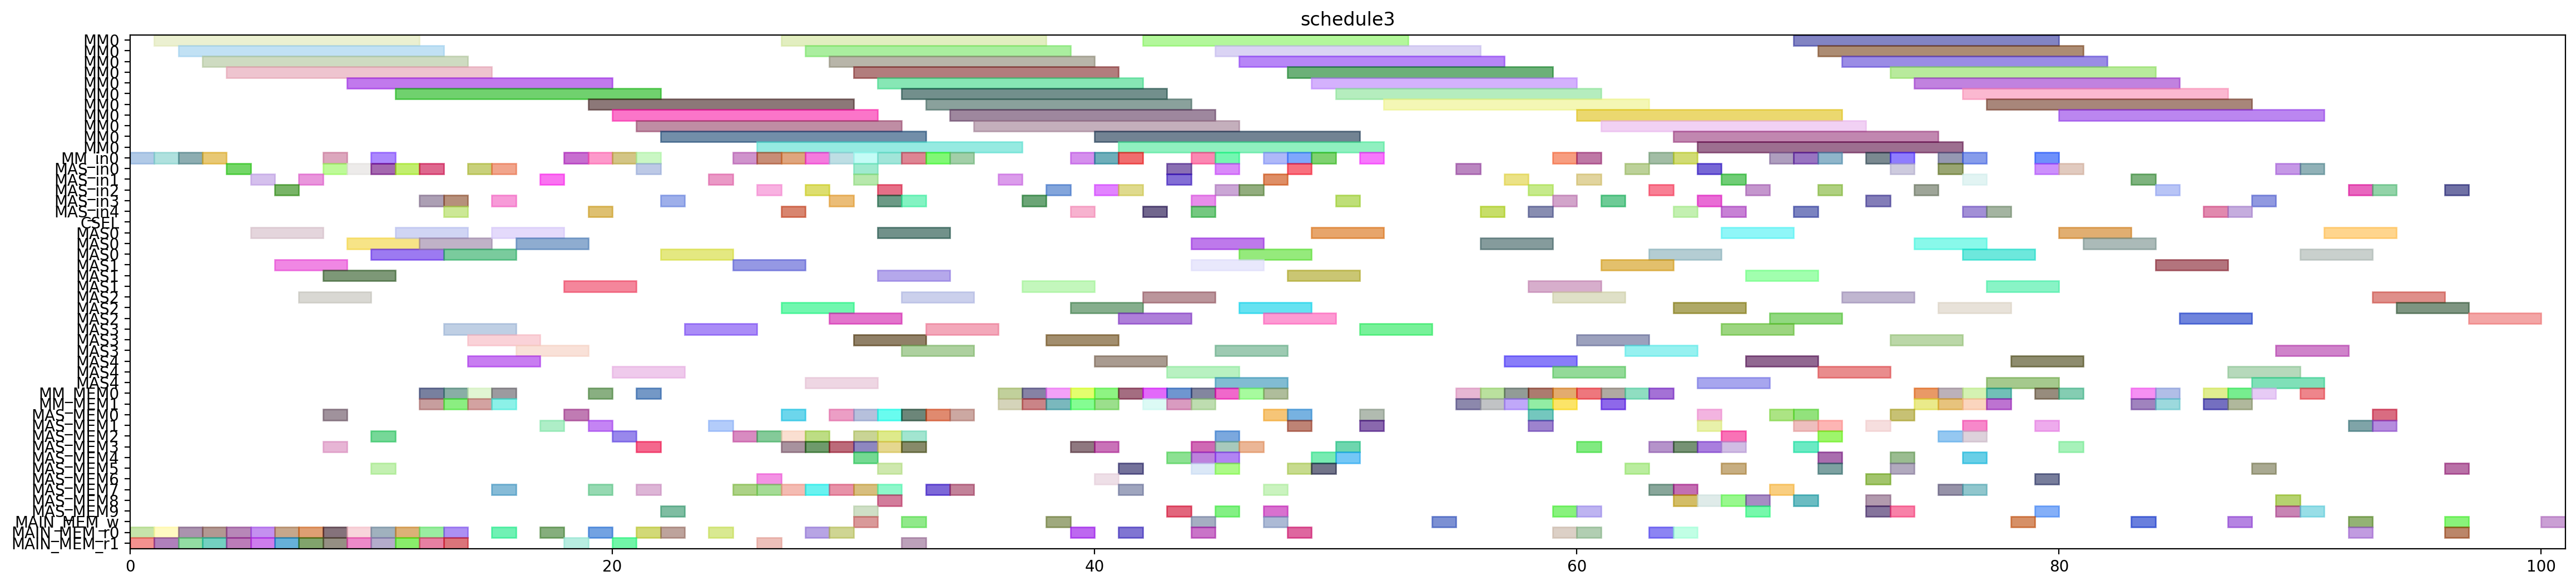 schedule3
MM0
MM0
MM0
MM0
MM0
MM0
MM0
MM0
MM0
MM0
MM0
MM_in0
MAS_in0
MAS_in1
MAS_in2
MAS_in3
MAS_in4
CSEL
MAS0
MAS0
MAS0
MAS1
MAS1
MAS1
MAS2
MAS2
MAS2
MAS3
MAS3
MAS3
MAS4
MAS4
MAS4
MM_MEM0
MM_MEM1
MAS_MEM0
MAS_MEM1
MAS_MEM2
MAS_MEM3
MAS_MEM4
MAS_MEM5
MAS_MEM6
MAS_MEM7
MAS_MEM8
MAS_MEM9
MAIN_MEM_w
MAIN_MEM_r0
MAIN_MEM_r1
0 20 40 60 80 100